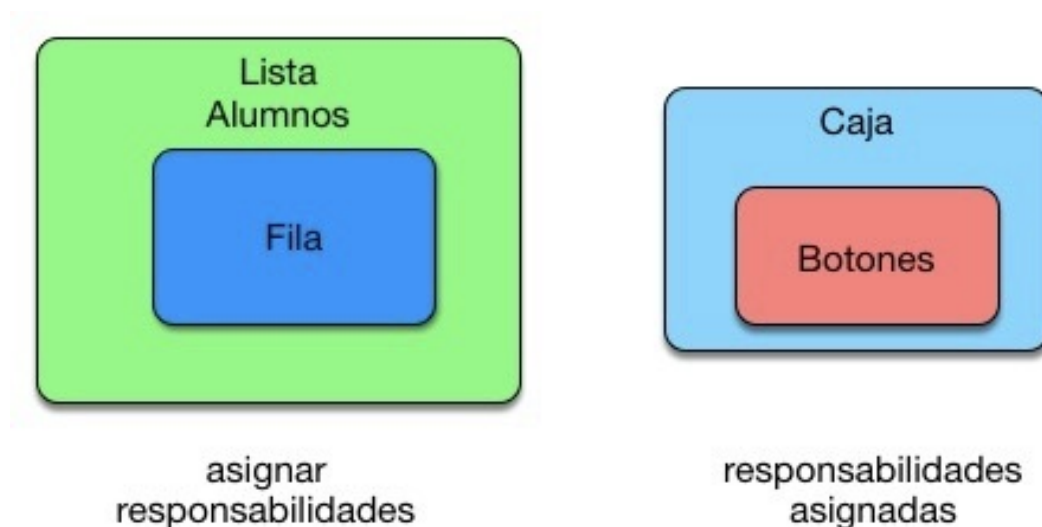 Lista
Alumnos
Fila
asignar
responsabilidades
Caja
Botones
responsabilidades
asignadas